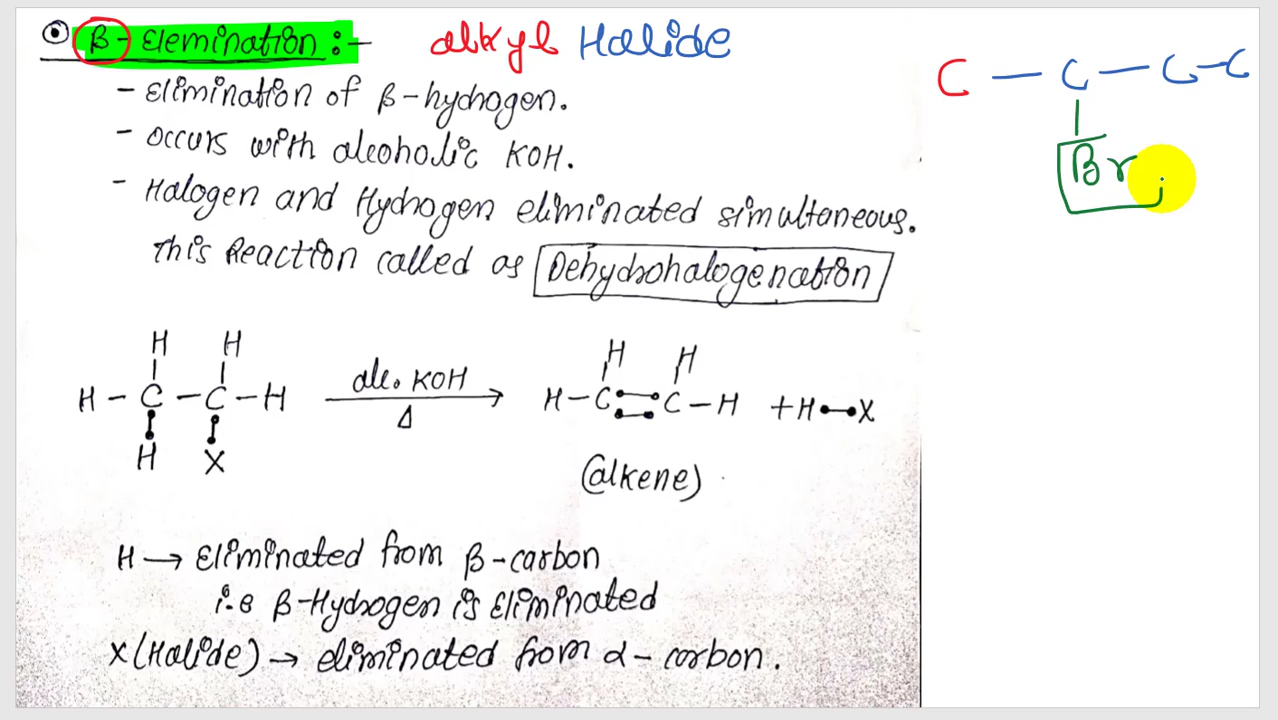 β- Elemination :- alkyl Halide
- Elimination of β-hydrogen.
- occurs with alcoholic KOH.
- Halogen and Hydrogen eliminated simultaneous.
This Reaction called as Dehydrohalogenation
C — C — C - C
Br
H H
H - C - C - H
H X
alc. KOH
Δ
H H
H - C = C - H + H - X
(alkene)
H → Eliminated from β-carbon
i.e β-Hydrogen is Eliminated
X (Halide) → eliminated from α- carbon.